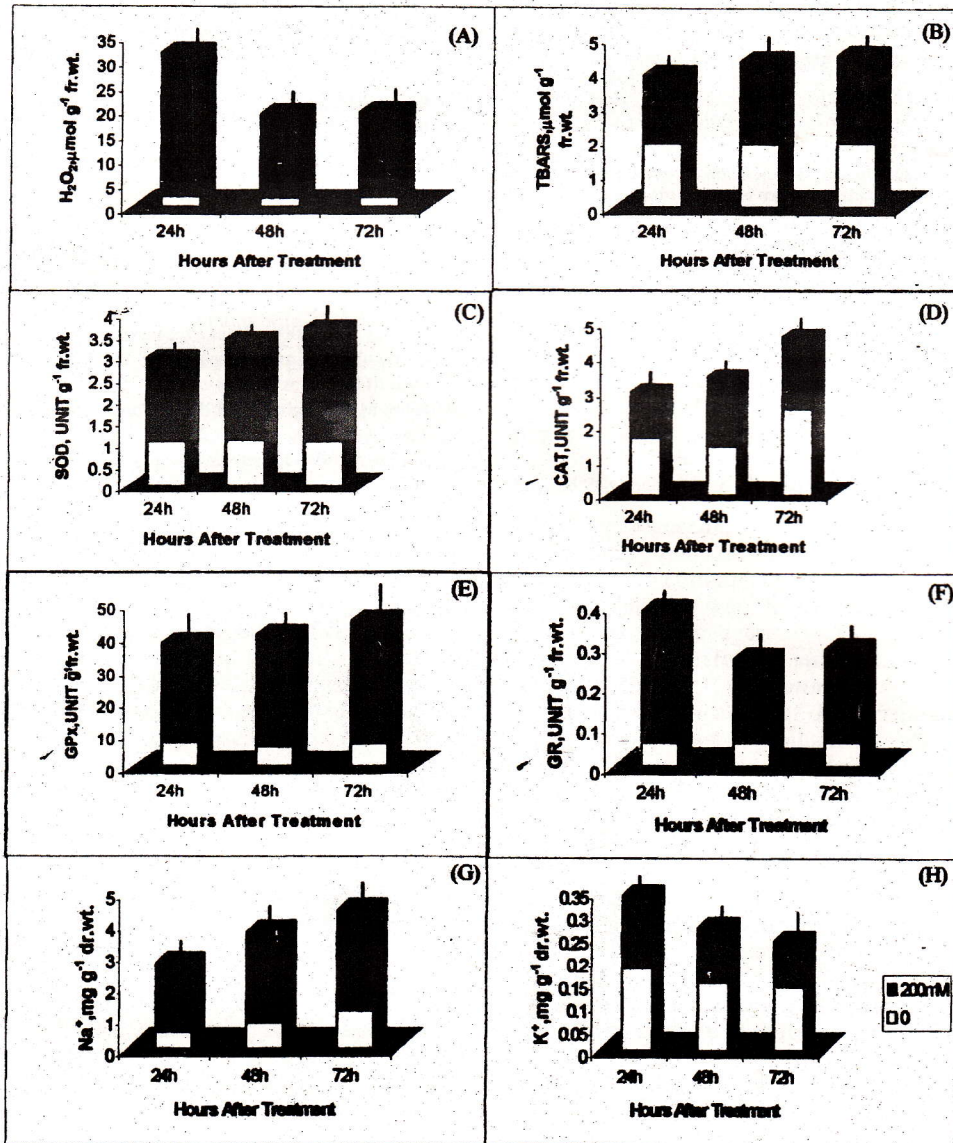 (A)
H₂O₂,µmol g⁻¹ fr.wt.
35
30
25
20
15
10
5
0
24h 48h 72h
Hours After Treatment
(B)
TBARS,µmol g⁻¹
fr.wt.
5
4
3
2
1
0
24h 48h 72h
Hours After Treatment
(C)
SOD, UNIT g⁻¹ fr.wt.
4
3.5
3
2.5
2
1.5
1
0.5
0
24h 48h 72h
Hours After Treatment
(D)
CAT,UNIT g⁻¹ fr.wt.
5
4
3
2
1
0
24h 48h 72h
Hours After Treatment
(E)
GPx,UNIT g⁻¹fr.wt.
50
40
30
20
10
0
24h 48h 72h
Hours After Treatment
(F)
GR,UNIT g⁻¹ fr.wt.
0.4
0.3
0.2
0.1
0
24h 48h 72h
Hours After Treatment
(G)
Na⁺,mg g⁻¹ dr.wt.
5
4
3
2
1
0
24h 48h 72h
Hours After Treatment
(H)
K⁺,mg g⁻¹ dr.wt.
0.35
0.3
0.25
0.2
0.15
0.1
0.05
0
24h 48h 72h
Hours After Treatment
200mM
0